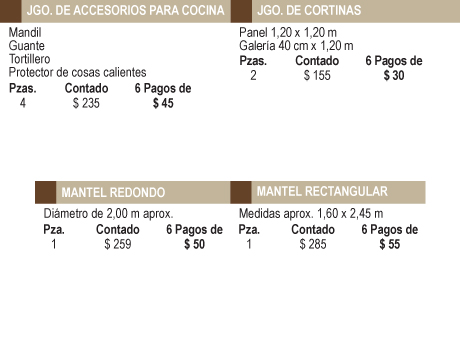 JGO. DE ACCESORIOS PARA COCINA
Mandil
Guante
Tortillero
Protector de cosas calientes
Pzas. Contado 6 Pagos de
4 $ 235 $ 45
JGO. DE CORTINAS
Panel 1,20 x 1,20 m
Galería 40 cm x 1,20 m
Pzas. Contado 6 Pagos de
2 $ 155 $ 30
MANTEL REDONDO
Diámetro de 2,00 m aprox.
Pza. Contado 6 Pagos de
1 $ 259 $ 50
MANTEL RECTANGULAR
Medidas aprox. 1,60 x 2,45 m
Pza. Contado 6 Pagos de
1 $ 285 $ 55